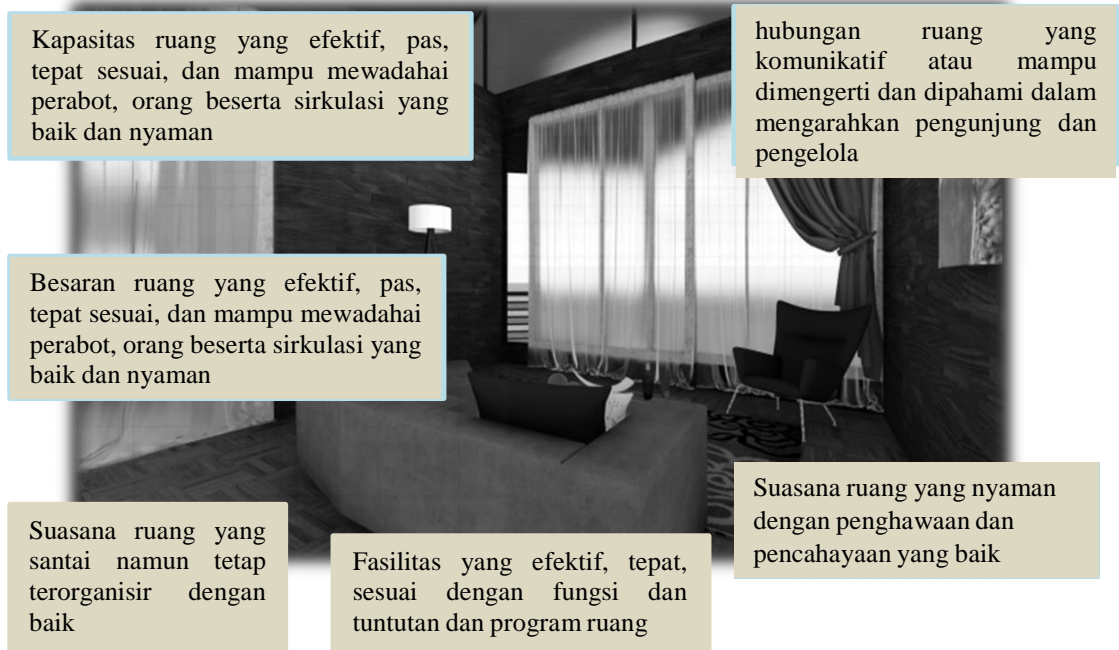 Kapasitas ruang yang efektif, pas,
tepat sesuai, dan mampu mewadahai
perabot, orang beserta sirkulasi yang
baik dan nyaman
hubungan ruang yang
komunikatif atau mampu
dimengerti dan dipahami dalam
mengarahkan pengunjung dan
pengelola
Besaran ruang yang efektif, pas,
tepat sesuai, dan mampu mewadahai
perabot, orang beserta sirkulasi yang
baik dan nyaman
Suasana ruang yang
santai namun tetap
terorganisir dengan
baik
Fasilitas yang efektif, tepat,
sesuai dengan fungsi dan
tuntutan dan program ruang
Suasana ruang yang nyaman
dengan penghawaan dan
pencahayaan yang baik